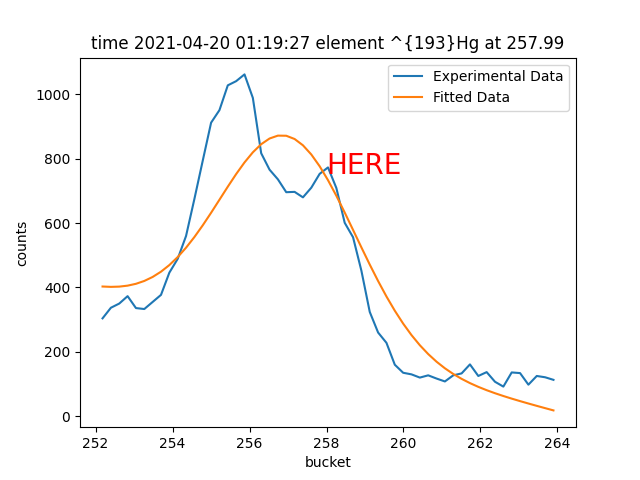 time 2021-04-20 01:19:27 element ^{193}Hg at 257.99
Experimental Data
Fitted Data
HERE
counts
1000
800
600
400
200
0
252 254 256 258 260 262 264
bucket